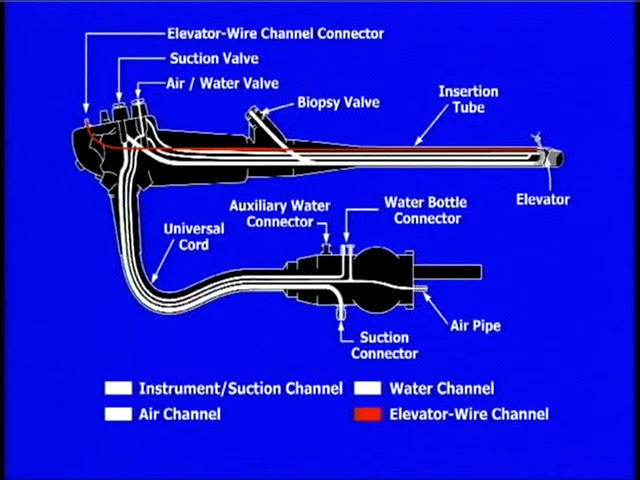 Elevator-Wire Channel Connector
Suction Valve
Air / Water Valve
Biopsy Valve
Insertion
Tube
Elevator
Auxiliary Water
Connector
Water Bottle
Connector
Universal
Cord
Air Pipe
Suction
Connector
Instrument/Suction Channel
Water Channel
Air Channel
Elevator-Wire Channel